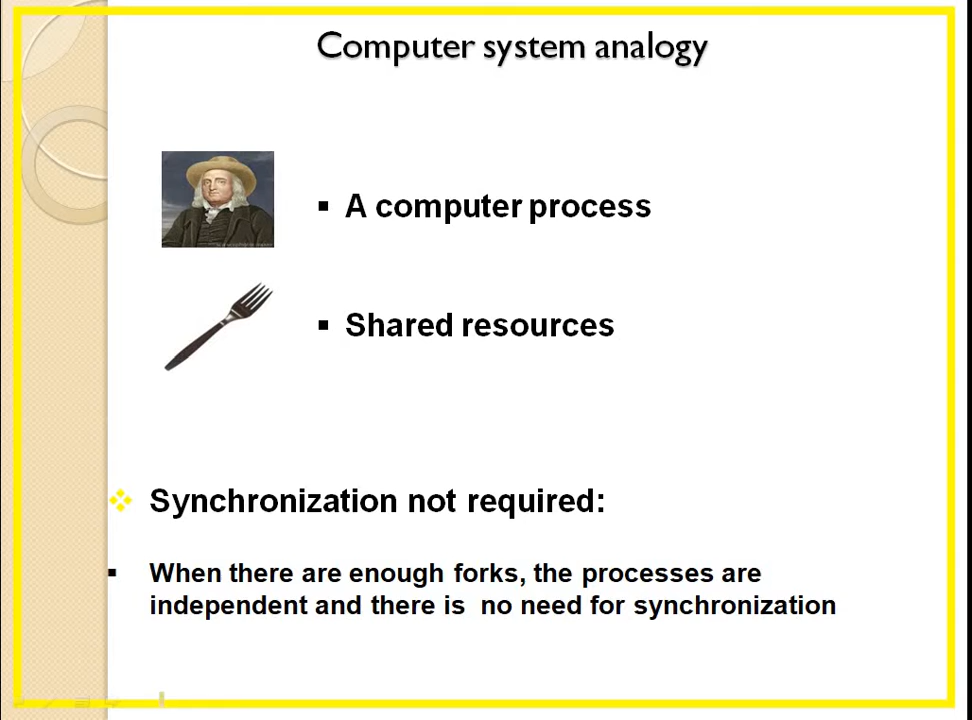 Computer system analogy
▪ A computer process
▪ Shared resources
❖ Synchronization not required:
▪ When there are enough forks, the processes are
independent and there is no need for synchronization